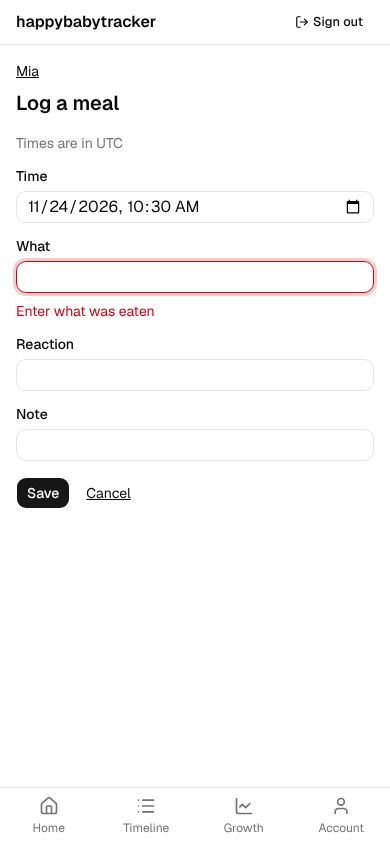 happybabytracker
Sign out
Mia
Log a meal
Times are in UTC
Time
11/24/2026, 10:30 AM
What
Enter what was eaten
Reaction
Note
Save Cancel
Home Timeline Growth Account